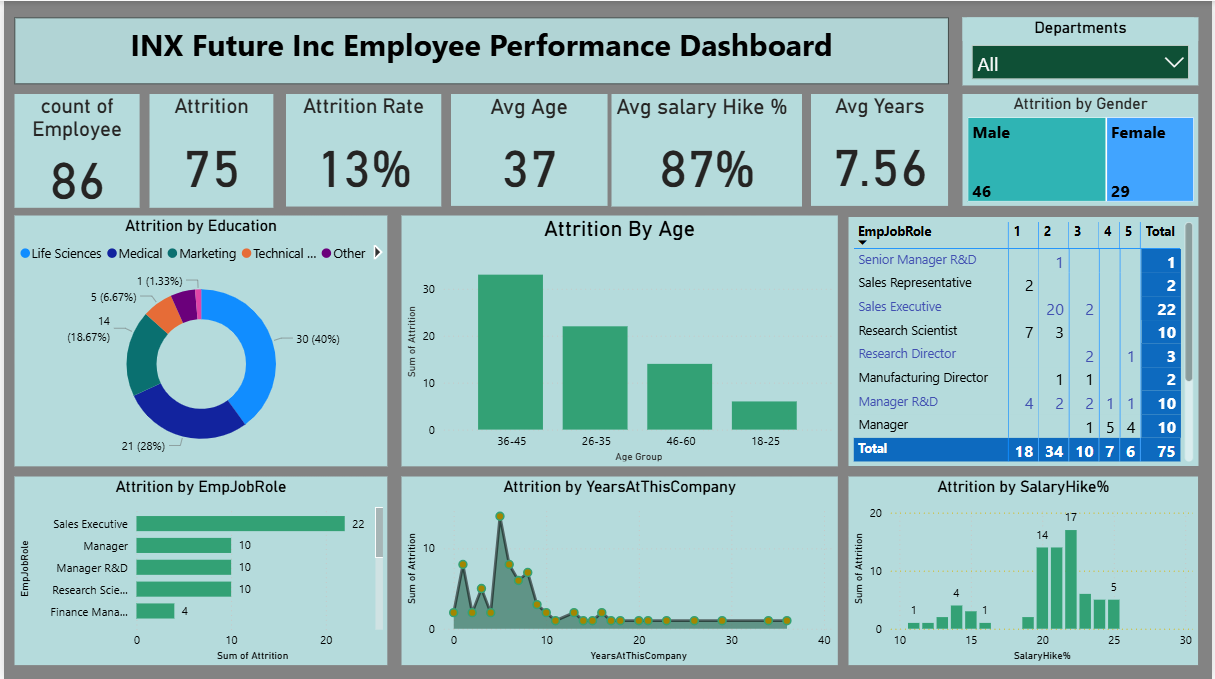 INX Future Inc Employee Performance Dashboard
Departments
All
count of
Employee
86
Attrition
75
Attrition Rate
13%
Avg Age
37
Avg salary Hike %
87%
Avg Years
7.56
Attrition by Gender
Male
46
Female
29
Attrition by Education
Life Sciences Medical Marketing Technical ... Other
1 (1.33%)
5 (6.67%)
14
(18.67%)
30 (40%)
21 (28%)
Attrition By Age
Sum of Attrition
30
20
10
0
36-45 26-35 46-60 18-25
Age Group
EmpJobRole 1 2 3 4 5 Total
Senior Manager R&D 1 1
Sales Representative 2 2
Sales Executive 20 2 22
Research Scientist 7 3 10
Research Director 2 1 3
Manufacturing Director 1 1 2
Manager R&D 4 2 2 1 1 10
Manager 1 5 4 10
Total 18 34 10 7 6 75
Attrition by EmpJobRole
EmpJobRole
Sales Executive 22
Manager 10
Manager R&D 10
Research Scie... 10
Finance Mana... 4
0 10 20
Sum of Attrition
Attrition by YearsAtThisCompany
Sum of Attrition
10
0
0 10 20 30 40
YearsAtThisCompany
Attrition by SalaryHike%
Sum of Attrition
20
10
0
1 4 1 14 17 5
10 15 20 25 30
SalaryHike%